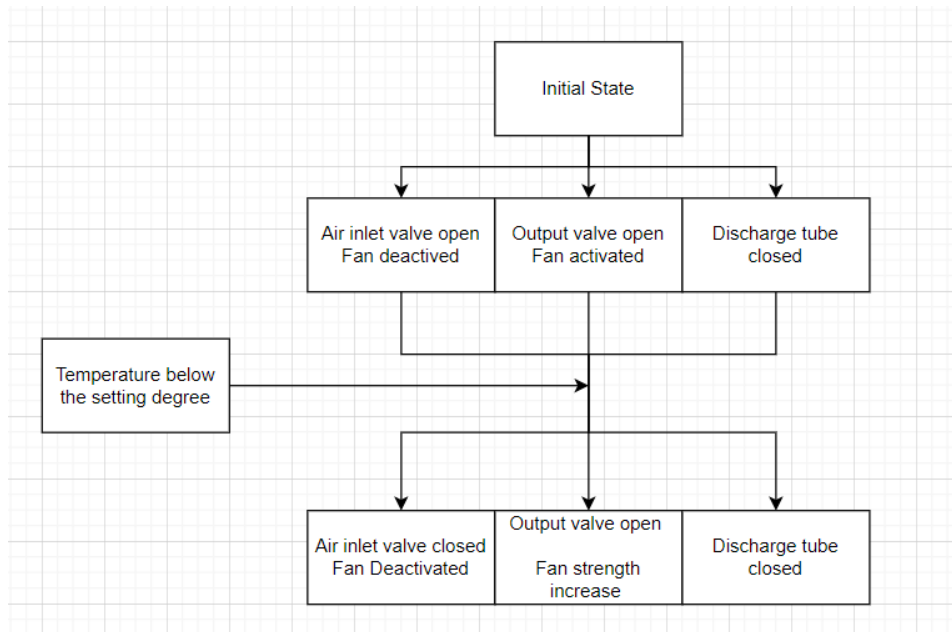 Initial State
Air inlet valve open
Fan deactived
Output valve open
Fan activated
Discharge tube
closed
Temperature below
the setting degree
Air inlet valve closed
Fan Deactivated
Output valve open
Fan strength
increase
Discharge tube
closed